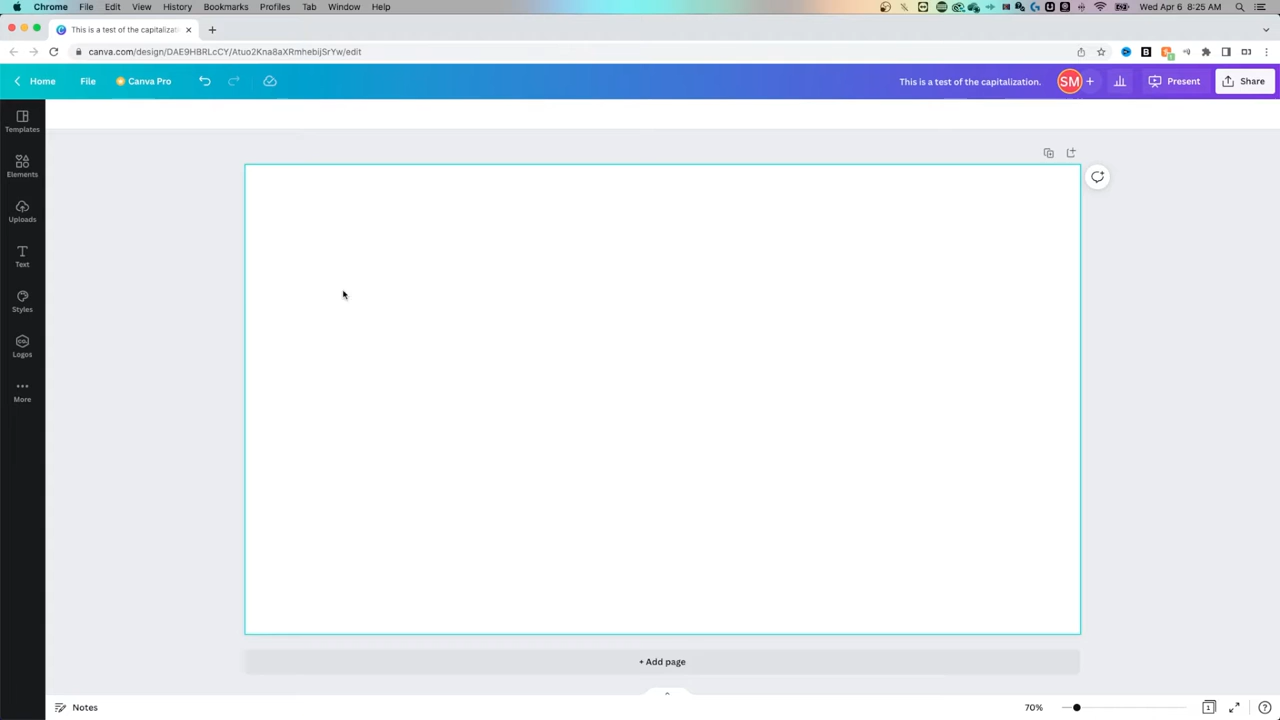 Chrome File Edit View History Bookmarks Profiles Tab Window Help Wed Apr 6 8:25 AM
This is a test of the capitalizati
canva.com/design/DAE9HBRLcCY/Atuo2Kna8aXRmhebijSrYw/edit
Home File Canva Pro This is a test of the capitalization. SM + Present Share
Templates
Elements
Uploads
Text
Styles
Logos
More
+ Add page
Notes 70% 1